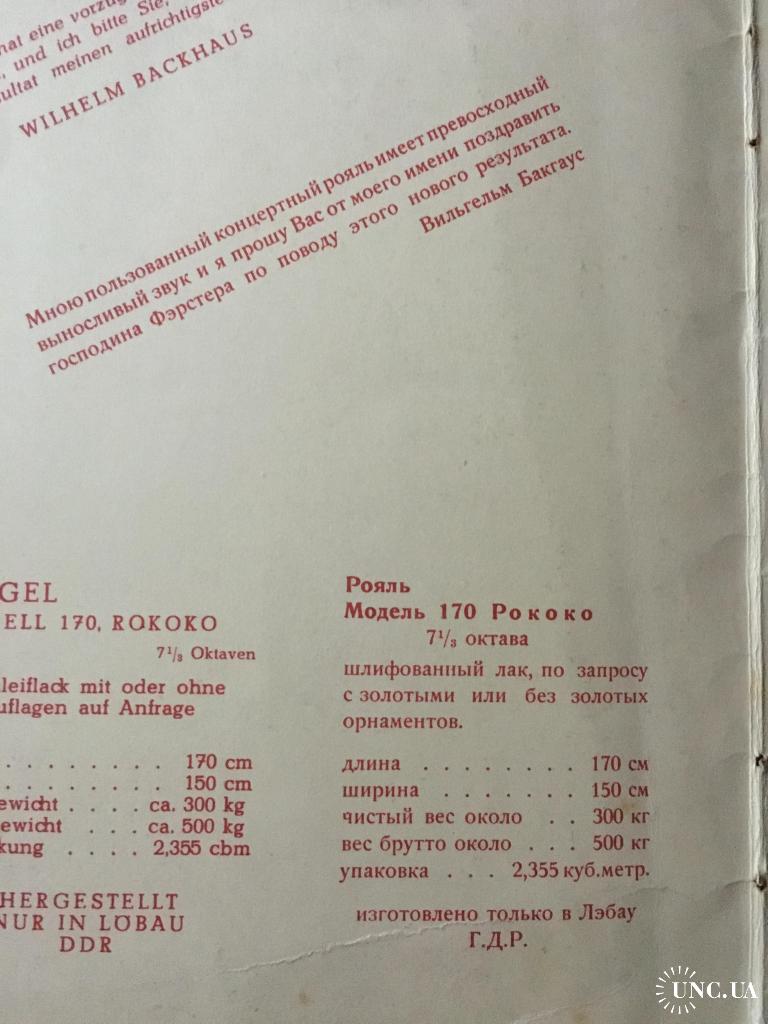 hat eine
und ich bitte Sie,
meinen
WILHELM BACKHAUS
Мною пользованный концертный рояль имеет превосходный
выносливый звук и я прошу Вас от моего имени поздравить
господина Фэрстера по поводу этого нового результата.
Вильгельм Бакгаус
GEL
ELL 170, ROKOKO
7 1/3 Oktaven
leiflack mit oder ohne
uflagen auf Anfrage
. . . . . . . . 170 cm
. . . . . . . . 150 cm
ewicht . . . . ca. 300 kg
ewicht . . . ca. 500 kg
kung . . . . 2,355 cbm
HERGESTELLT
NUR IN LÖBAU
DDR
Рояль
Модель 170 Рококо
7 1/3 октава
шлифованный лак, по запросу
с золотыми или без золотых
орнаментов.
длина . . . . . . . . 170 см
ширина . . . . . . . 150 см
чистый вес около . . 300 кг
вес брутто около . . . 500 кг
упаковка . . . 2,355 куб.метр.
изготовлено только в Лэбау
Г.Д.Р.
UNC.UA